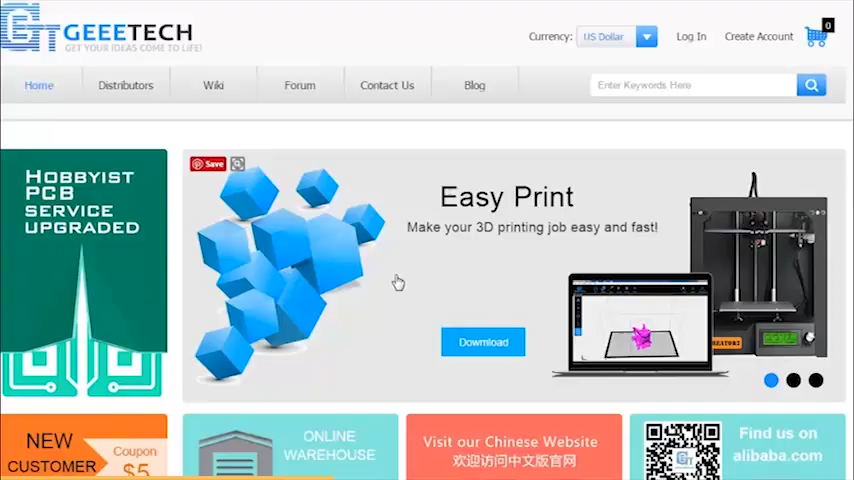 GEEETECH
GET YOUR IDEAS COME TO LIFE!
Currency: US Dollar Log In Create Account 0
Home Distributors Wiki Forum Contact Us Blog Enter Keywords Here
HOBBYIST
PCB
SERVICE
UPGRADED
Save
Easy Print
Make your 3D printing job easy and fast!
Download
NEW
CUSTOMER
Coupon
$5
ONLINE
WAREHOUSE
Visit our Chinese Website
欢迎访问中文版官网
Find us on
alibaba.com